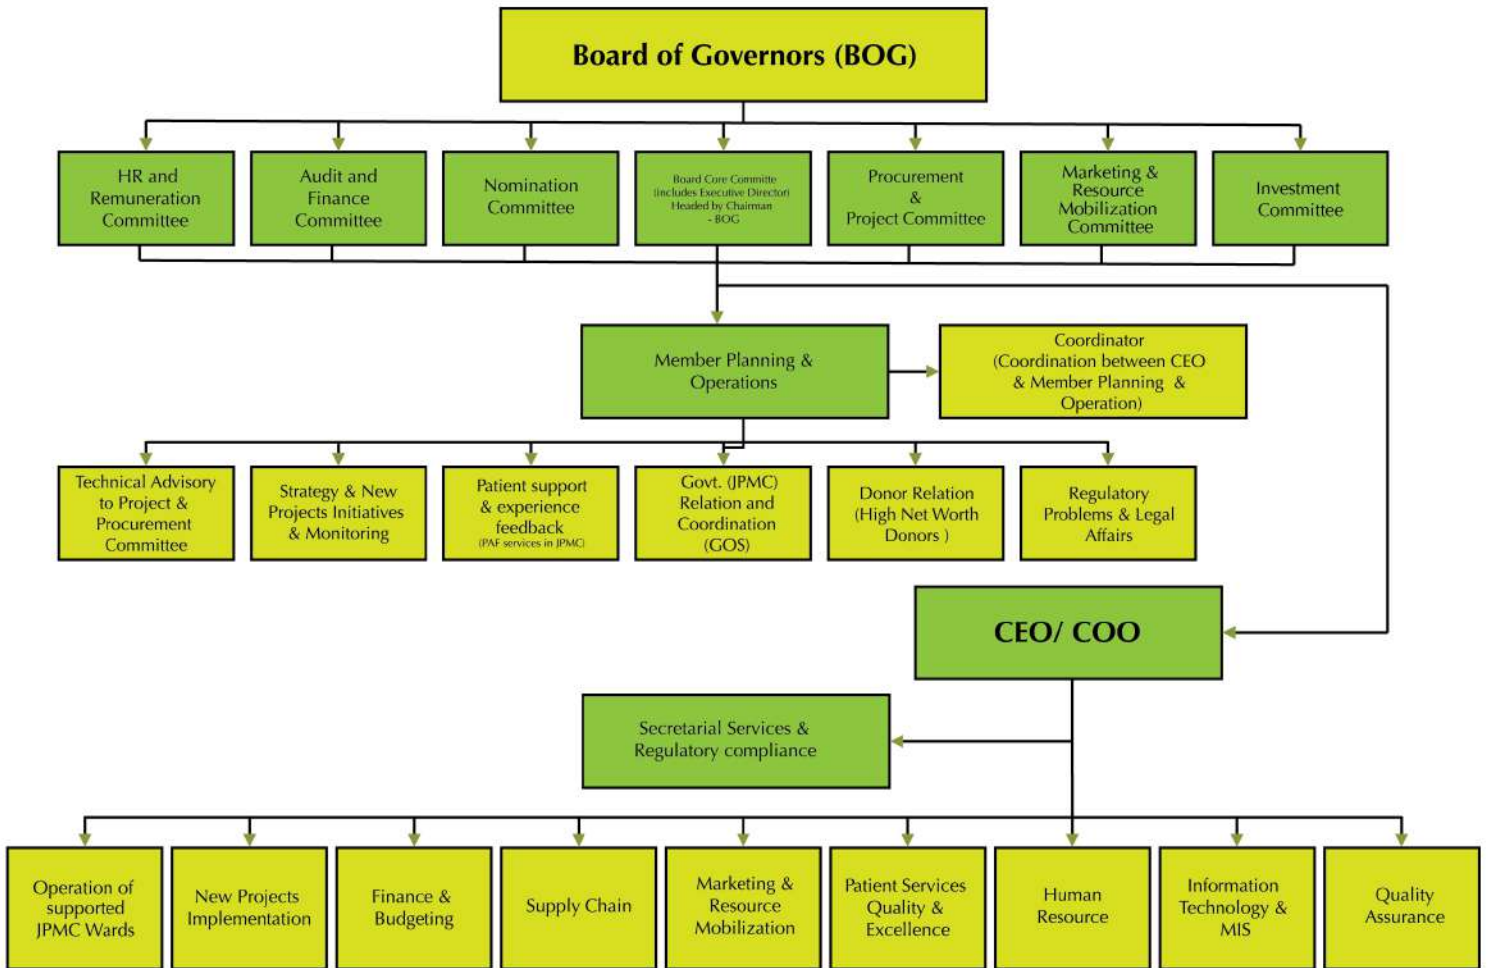 Board of Governors (BOG)
HR and
Remuneration
Committee
Audit and
Finance
Committee
Nomination
Committee
Board Core Committe
(includes Executive Director)
Headed by Chairman
- BOG
Procurement
&
Project Committee
Marketing &
Resource
Mobilization
Committee
Investment
Committee
Member Planning &
Operations
Coordinator
(Coordination between CEO
& Member Planning &
Operation)
Technical Advisory
to Project &
Procurement
Committee
Strategy & New
Projects Initiatives
& Monitoring
Patient support
& experience
feedback
(PAF services in JPMC)
Govt. (JPMC)
Relation and
Coordination
(GOS)
Donor Relation
(High Net Worth
Donors )
Regulatory
Problems & Legal
Affairs
CEO/ COO
Secretarial Services &
Regulatory compliance
Operation of
supported
JPMC Wards
New Projects
Implementation
Finance &
Budgeting
Supply Chain
Marketing &
Resource
Mobilization
Patient Services
Quality &
Excellence
Human
Resource
Information
Technology &
MIS
Quality
Assurance